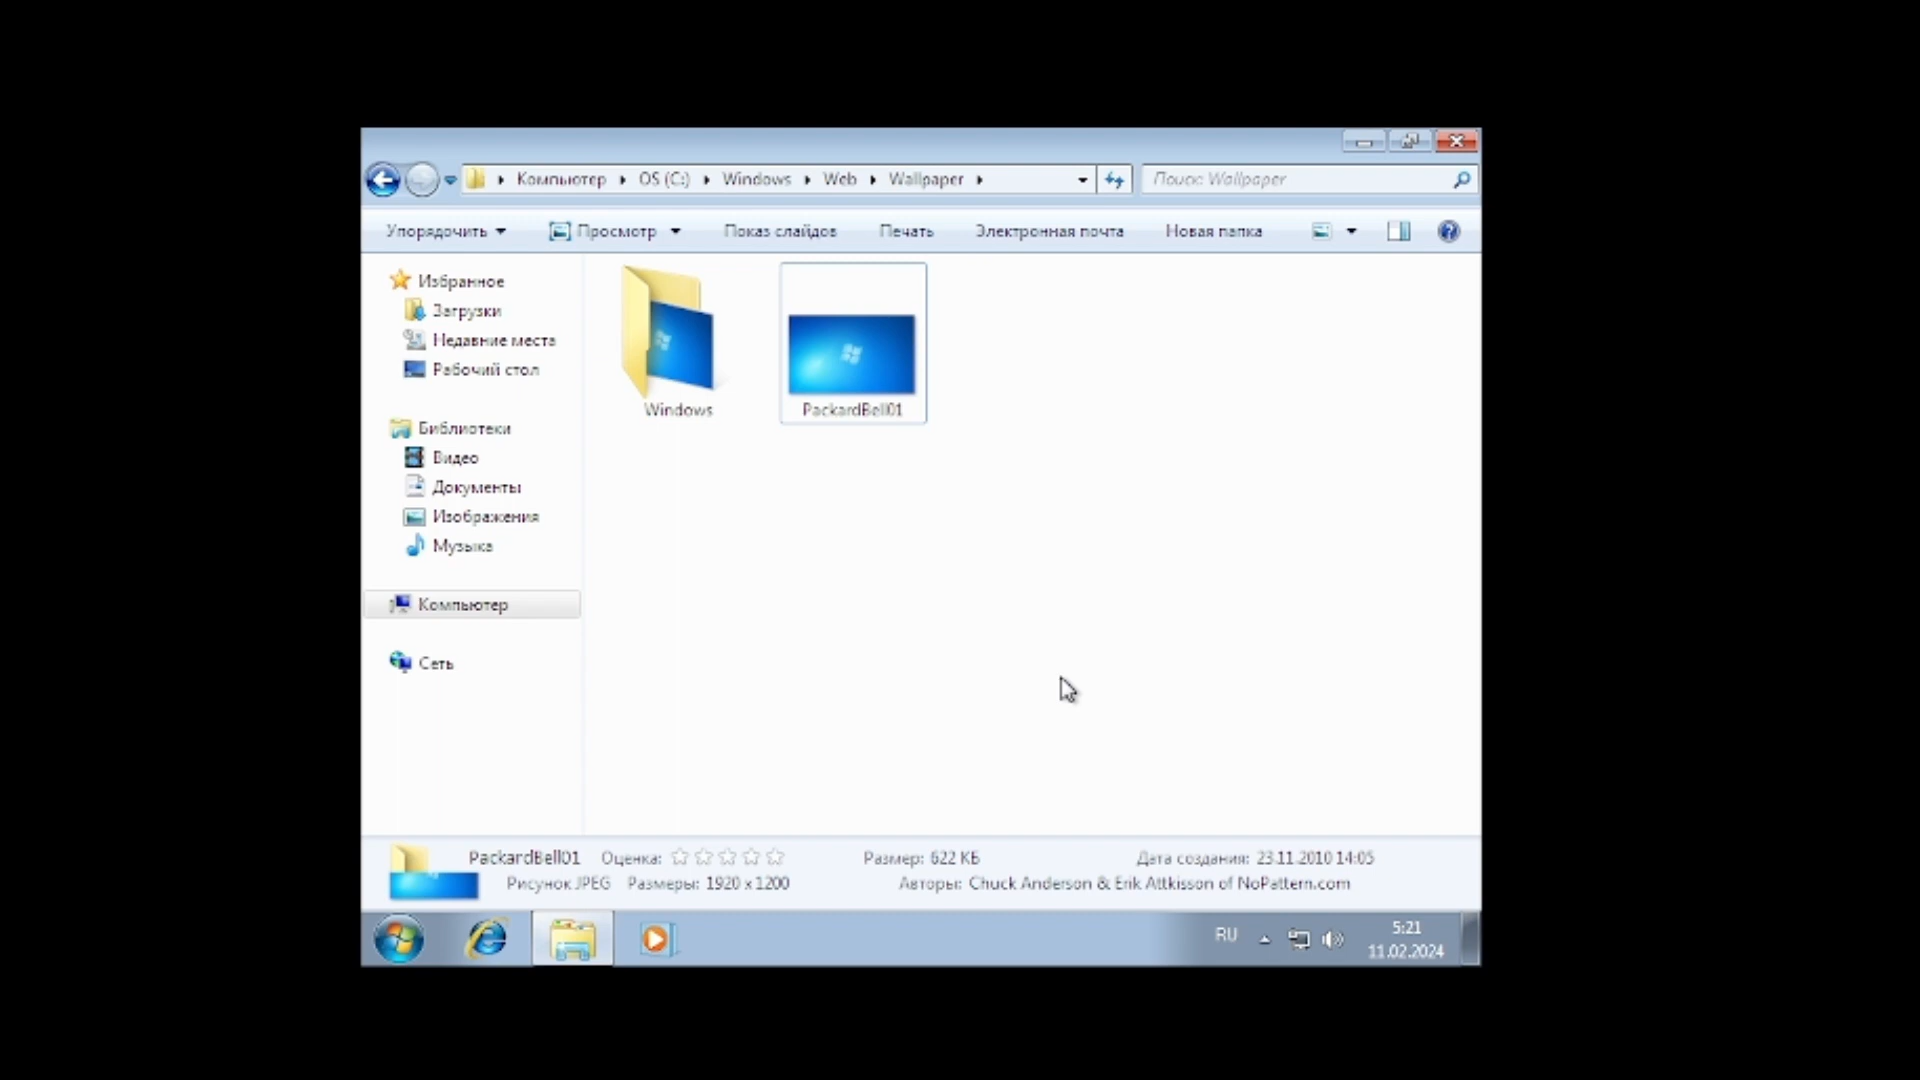 Компьютер OS (C:) Windows Web Wallpaper
Поиск: Wallpaper
Упорядочить Просмотр Показ слайдов Печать Электронная почта Новая папка
Избранное
Загрузки
Недавние места
Рабочий стол
Библиотеки
Видео
Документы
Изображения
Музыка
Компьютер
Сеть
Windows
PackardBell01
PackardBell01 Оценка: Размер: 622 КБ Дата создания: 23.11.2010 14:05
Рисунок JPEG Размеры: 1920 x 1200 Авторы: Chuck Anderson & Erik Attkisson of NoPattern.com
RU
5:21
11.02.2024